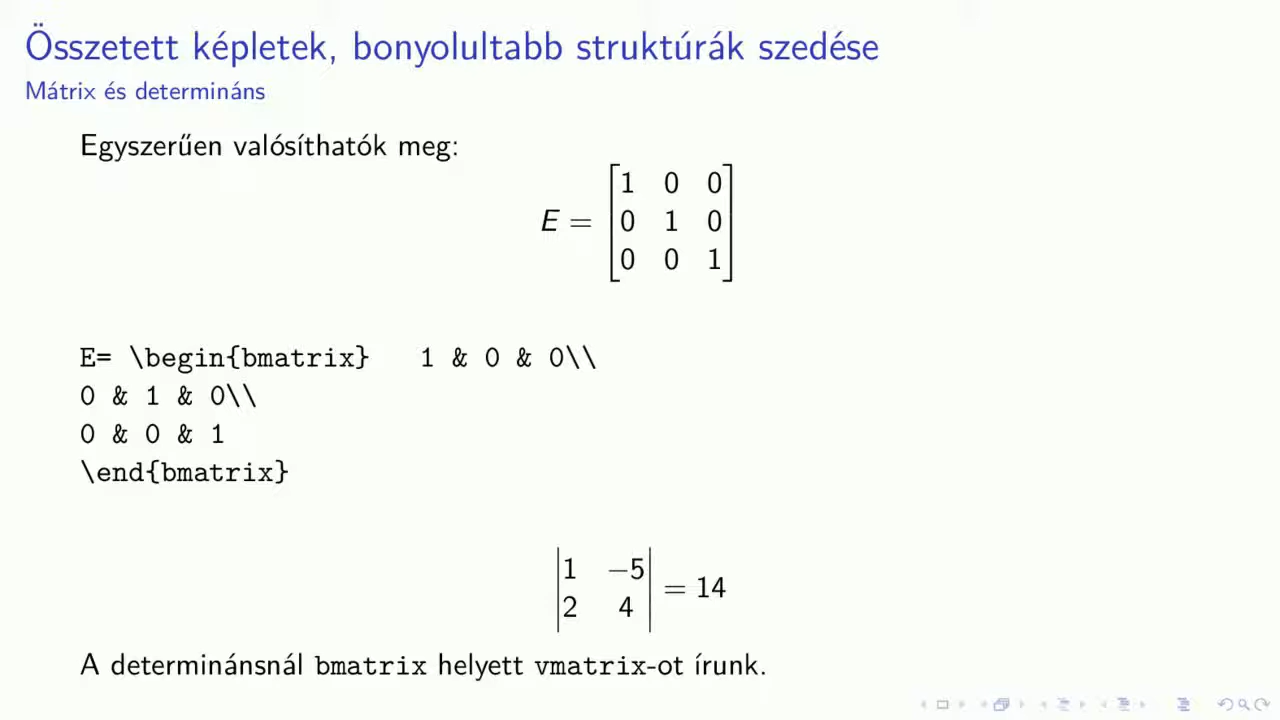 Összetett képletek, bonyolultabb struktúrák szedése
Mátrix és determináns
Egyszerűen valósíthatók meg:
1 0 0
E = 0 1 0
0 0 1
E= \begin{bmatrix} 1 & 0 & 0\\
0 & 1 & 0\\
0 & 0 & 1
\end{bmatrix}
1 −5
2 4
= 14
A determinánsnál bmatrix helyett vmatrix-ot írunk.